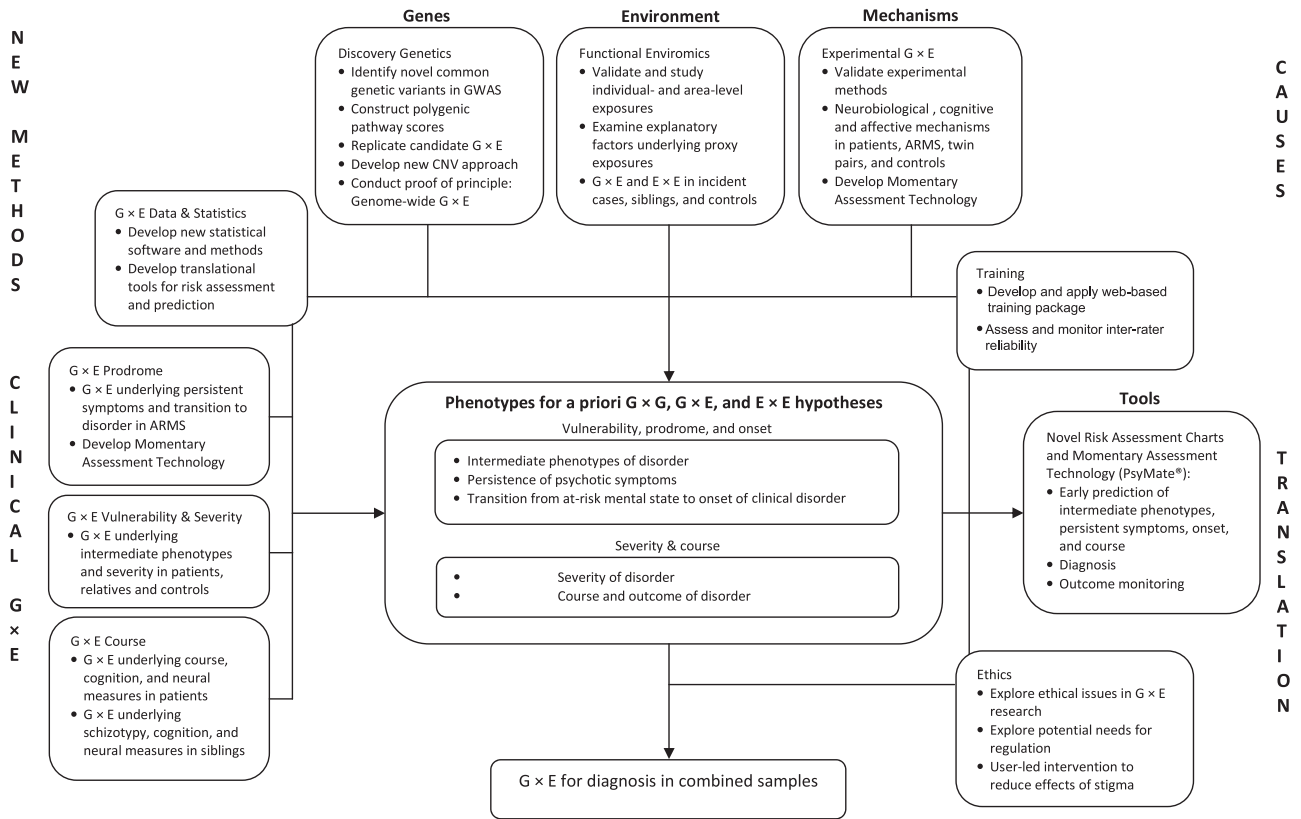 Genes
Environment
Mechanisms
NEW METHODS
CAUSES
Discovery Genetics
• Identify novel common
genetic variants in GWAS
• Construct polygenic
pathway scores
• Replicate candidate G × E
• Develop new CNV approach
• Conduct proof of principle:
Genome-wide G × E
Functional Enviromics
• Validate and study
individual- and area-level
exposures
• Examine explanatory
factors underlying proxy
exposures
• G × E and E × E in incident
cases, siblings, and controls
Experimental G × E
• Validate experimental
methods
• Neurobiological , cognitive
and affective mechanisms
in patients, ARMS, twin
pairs, and controls
• Develop Momentary
Assessment Technology
G × E Data & Statistics
• Develop new statistical
software and methods
• Develop translational
tools for risk assessment
and prediction
Training
• Develop and apply web-based
training package
• Assess and monitor inter-rater
reliability
CLINICAL G×E
G × E Prodrome
• G × E underlying persistent
symptoms and transition to
disorder in ARMS
• Develop Momentary
Assessment Technology
G × E Vulnerability & Severity
• G × E underlying
intermediate phenotypes
and severity in patients,
relatives and controls
G × E Course
• G × E underlying course,
cognition, and neural
measures in patients
• G × E underlying
schizotypy, cognition, and
neural measures in siblings
Phenotypes for a priori G × G, G × E, and E × E hypotheses
Vulnerability, prodrome, and onset
• Intermediate phenotypes of disorder
• Persistence of psychotic symptoms
• Transition from at-risk mental state to onset of clinical disorder
Severity & course
• Severity of disorder
• Course and outcome of disorder
Tools
Novel Risk Assessment Charts
and Momentary Assessment
Technology (PsyMate®):
• Early prediction of
intermediate phenotypes,
persistent symptoms, onset,
and course
• Diagnosis
• Outcome monitoring
TRANSLATION
Ethics
• Explore ethical issues in G × E
research
• Explore potential needs for
regulation
• User-led intervention to
reduce effects of stigma
G × E for diagnosis in combined samples